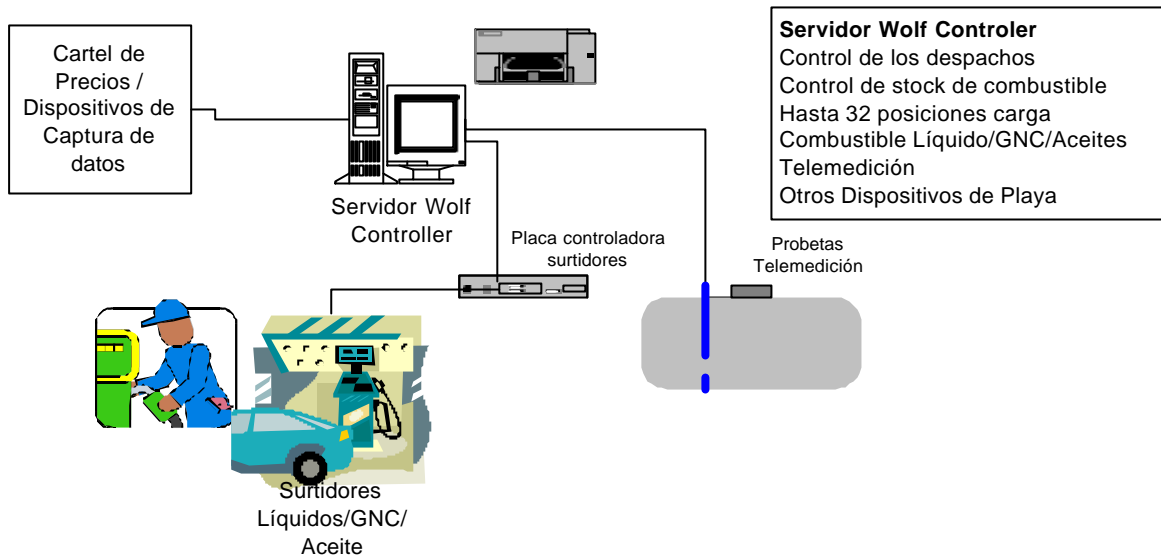 Cartel de
Precios /
Dispositivos de
Captura de
datos
Servidor Wolf
Controller
Servidor Wolf Controler
Control de los despachos
Control de stock de combustible
Hasta 32 posiciones carga
Combustible Líquido/GNC/Aceites
Telemedición
Otros Dispositivos de Playa
Placa controladora
surtidores
Probetas
Telemedición
Surtidores
Líquidos/GNC/
Aceite